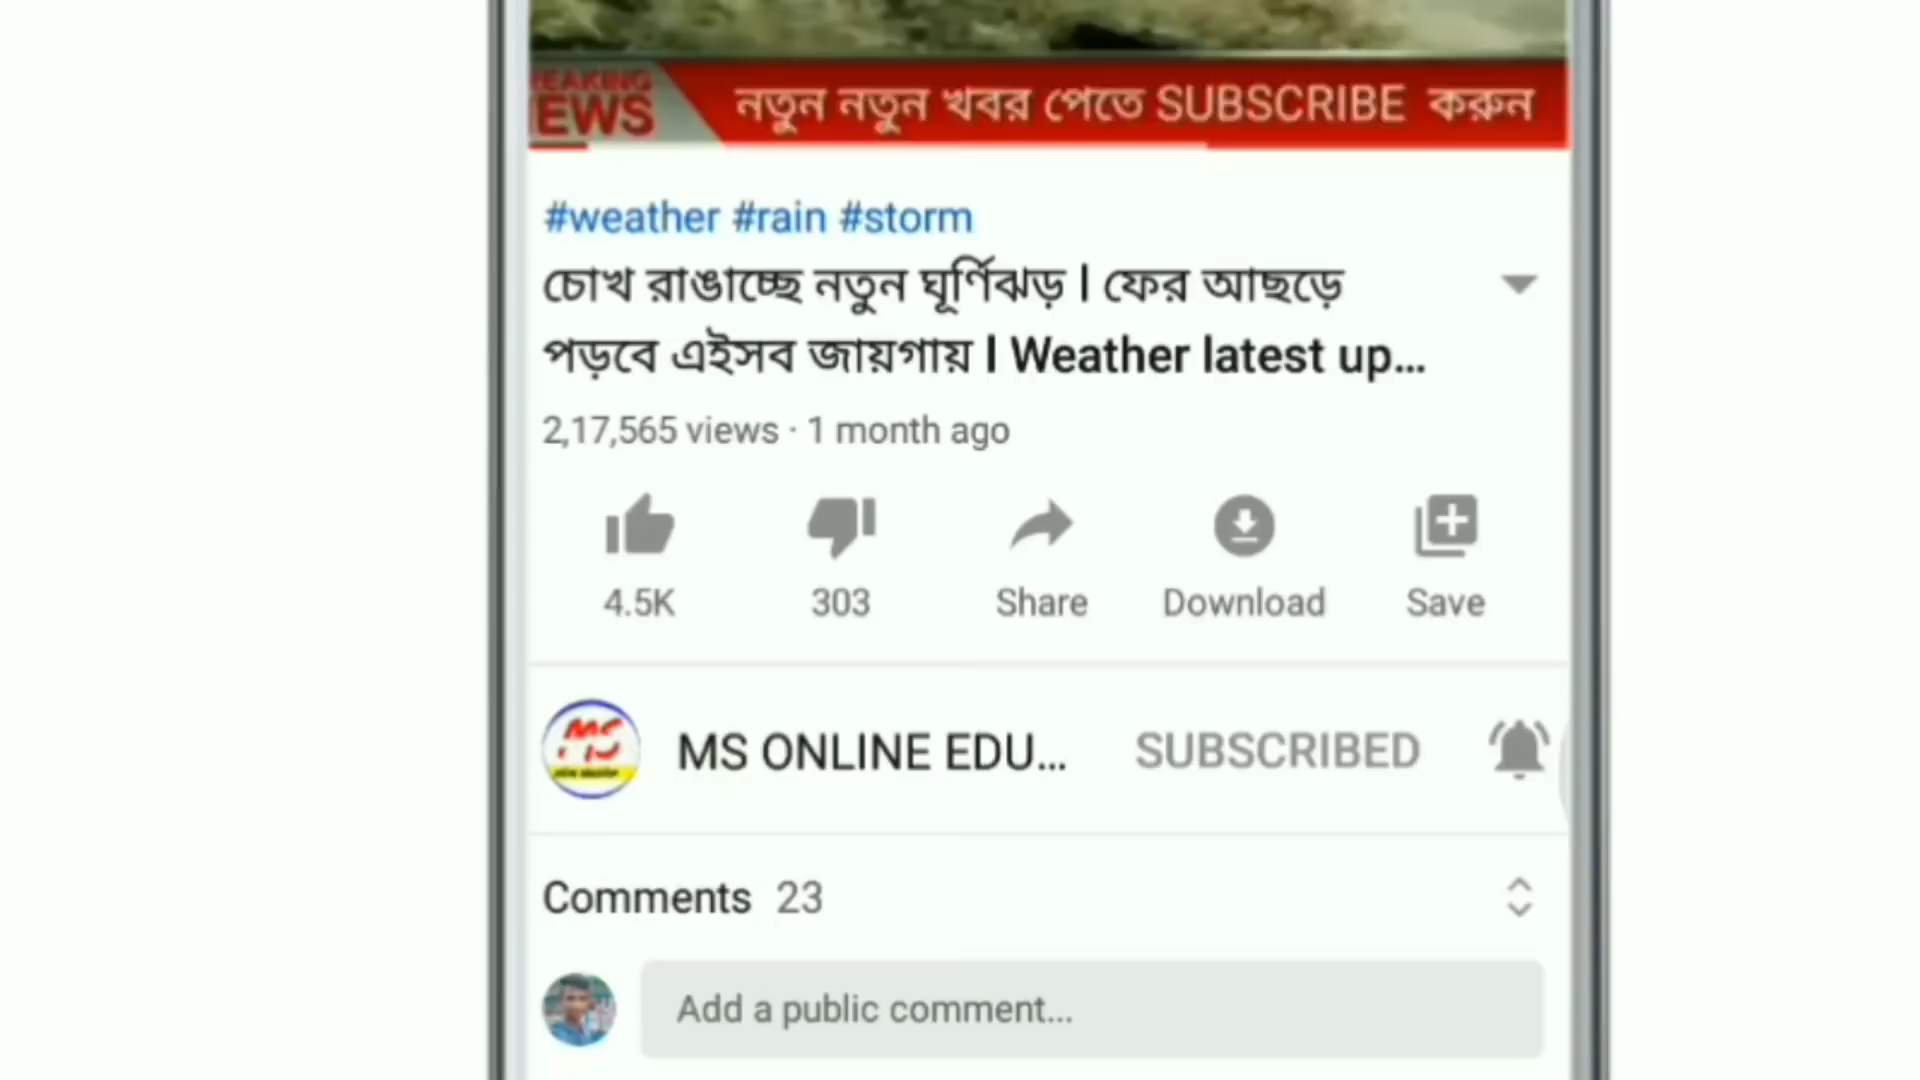 NEWS
নতুন নতুন খবর পেতে SUBSCRIBE করুন
#weather #rain #storm
চোখ রাঙাচ্ছে নতুন ঘূর্ণিঝড় l ফের আছড়ে
পড়বে এইসব জায়গায় l Weather latest up...
2,17,565 views · 1 month ago
4.5K 303 Share Download Save
MS ONLINE EDU... SUBSCRIBED
Comments 23
Add a public comment...